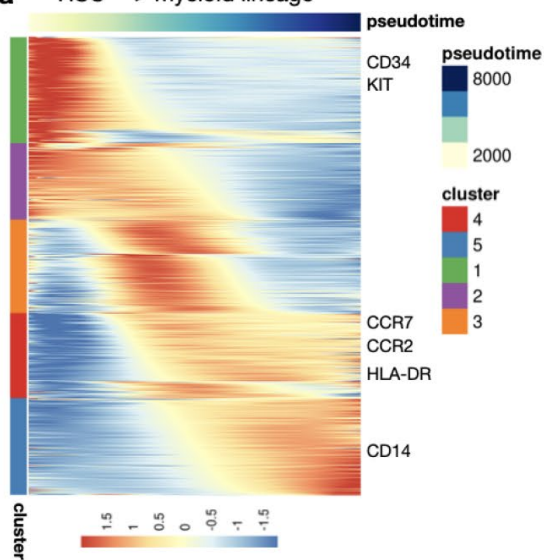 a HSC -> myeloid lineage
pseudotime
CD34
KIT
CCR7
CCR2
HLA-DR
CD14
pseudotime
8000
2000
cluster
4
5
1
2
3
cluster
1.5 1 0.5 0 -0.5 -1 -1.5